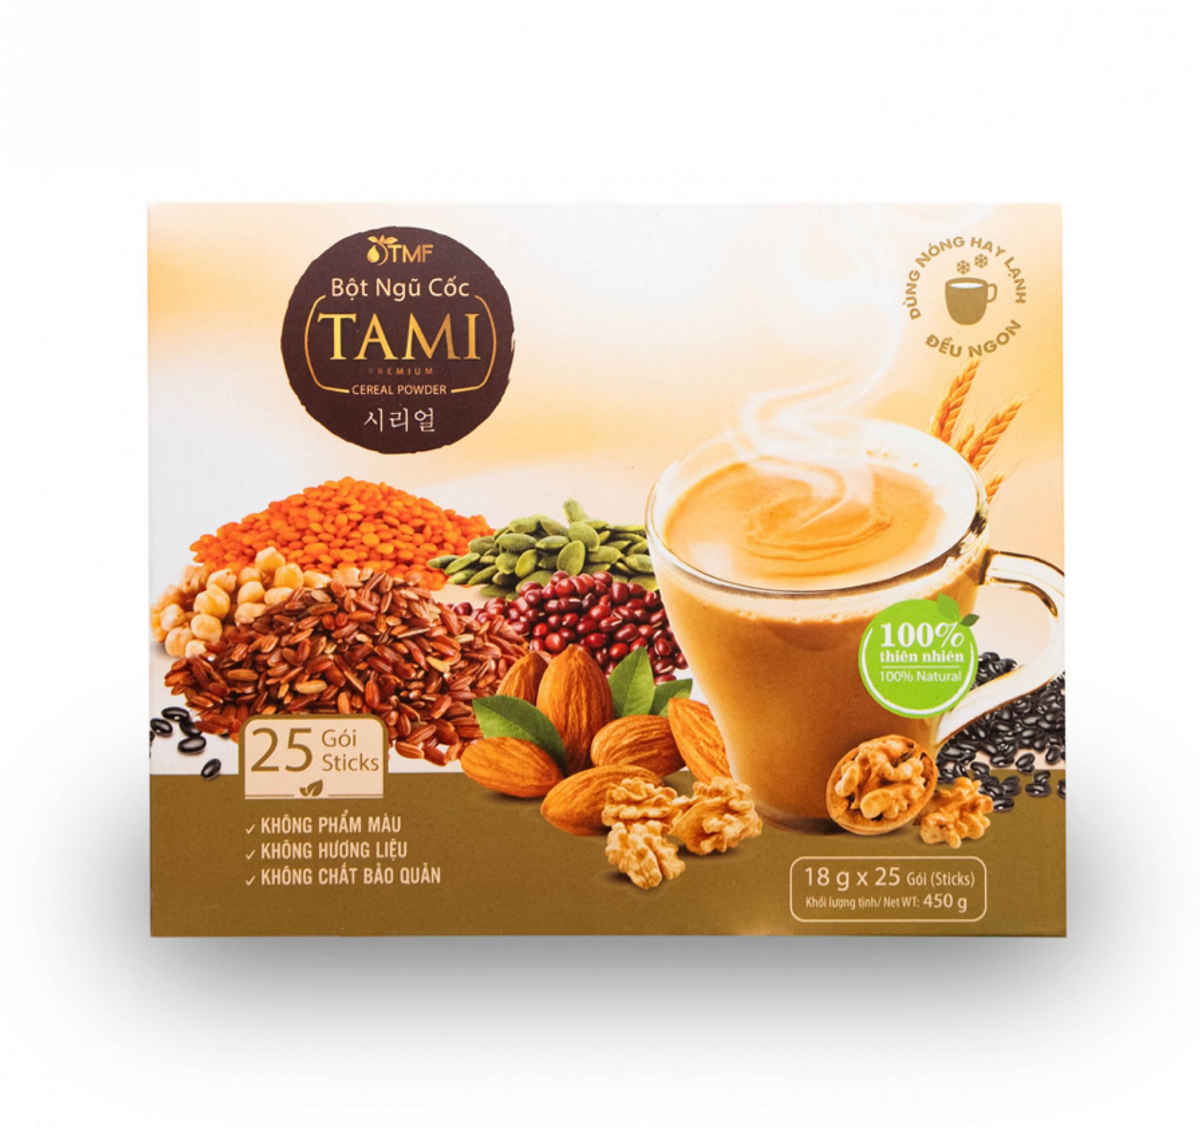 TMF
Bột Ngũ Cốc
TAMI
PREMIUM
CEREAL POWDER
시리얼
DÙNG NÓNG HAY LẠNH
ĐỀU NGON
100%
thiên nhiên
100% Natural
25 Gói
Sticks
KHÔNG PHẨM MÀU
KHÔNG HƯƠNG LIỆU
KHÔNG CHẤT BẢO QUẢN
18 g x 25 Gói (Sticks)
Khối lượng tịnh/ Net WT: 450 g